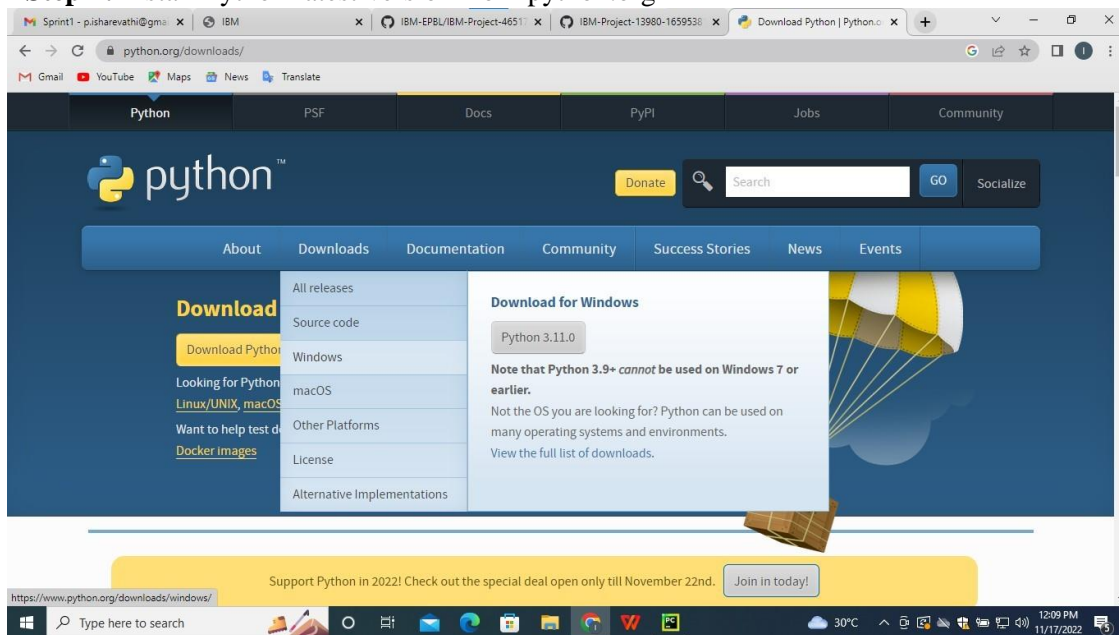 Sprint1 - p.isharevathi@gma
IBM
IBM-EPBL/IBM-Project-4651
IBM-Project-13980-1659538
Download Python | Python.o
python.org/downloads/
Gmail YouTube Maps News Translate
Python PSF Docs PyPI Jobs Community
python™
Donate Search GO Socialize
About Downloads Documentation Community Success Stories News Events
Download
Download Pytho
Looking for Python
Linux/UNIX, macOS
Want to help test d
Docker images
All releases
Source code
Windows
macOS
Other Platforms
License
Alternative Implementations
Download for Windows
Python 3.11.0
Note that Python 3.9+ cannot be used on Windows 7 or
earlier.
Not the OS you are looking for? Python can be used on
many operating systems and environments.
View the full list of downloads.
Support Python in 2022! Check out the special deal open only till November 22nd. Join in today!
https://www.python.org/downloads/windows/
Type here to search
30°C
12:09 PM
11/17/2022